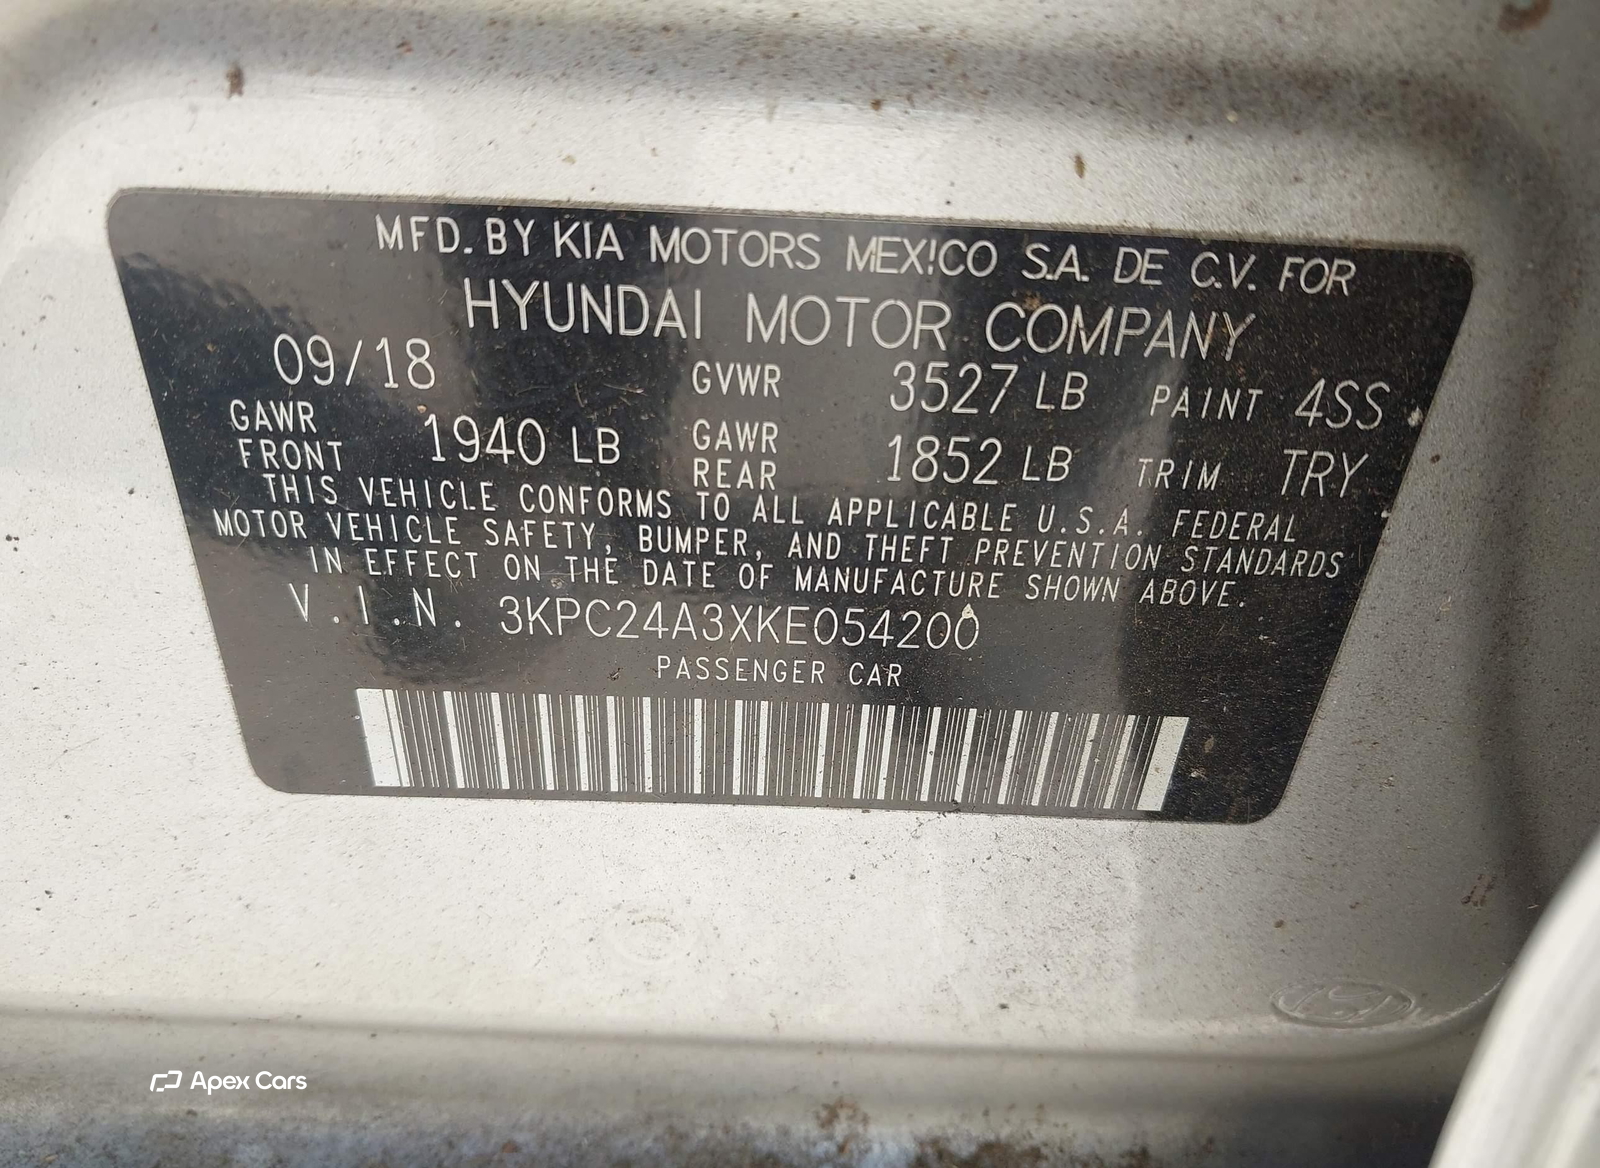 MFD. BY KIA MOTORS MEXICO S.A. DE C.V. FOR
HYUNDAI MOTOR COMPANY
09/18 GVWR 3527 LB PAINT 4SS
GAWR FRONT 1940 LB GAWR REAR 1852 LB TRIM TRY
THIS VEHICLE CONFORMS TO ALL APPLICABLE U.S.A. FEDERAL
MOTOR VEHICLE SAFETY, BUMPER, AND THEFT PREVENTION STANDARDS
IN EFFECT ON THE DATE OF MANUFACTURE SHOWN ABOVE.
V.I.N. 3KPC24A3XKE054200
PASSENGER CAR
Apex Cars